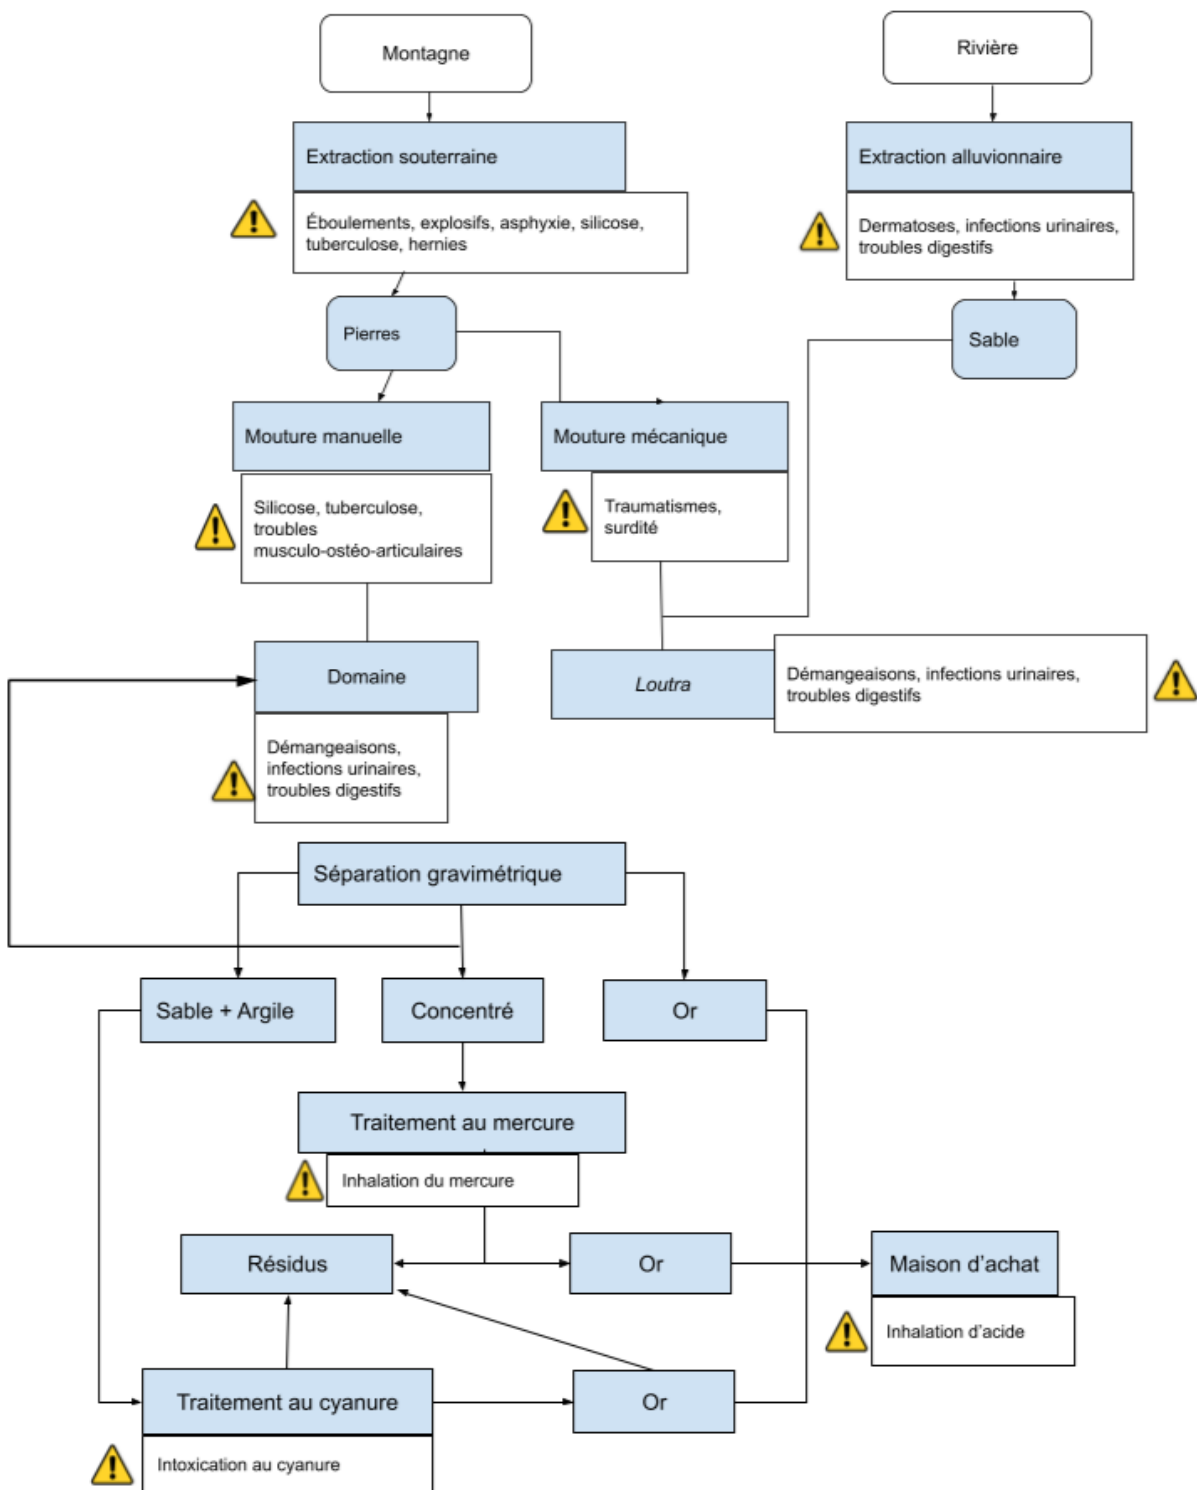 Montagne
Rivière
Extraction souterraine
Extraction alluvionnaire
Éboulements, explosifs, asphyxie, silicose,
tuberculose, hernies
Dermatoses, infections urinaires,
troubles digestifs
Pierres
Sable
Mouture manuelle
Mouture mécanique
Silicose, tuberculose,
troubles
musculo-ostéo-articulaires
Traumatismes,
surdité
Domaine
Loutra
Démangeaisons, infections urinaires,
troubles digestifs
Démangeaisons,
infections urinaires,
troubles digestifs
Séparation gravimétrique
Sable + Argile
Concentré
Or
Traitement au mercure
Inhalation du mercure
Résidus
Or
Maison d'achat
Inhalation d'acide
Traitement au cyanure
Or
Intoxication au cyanure